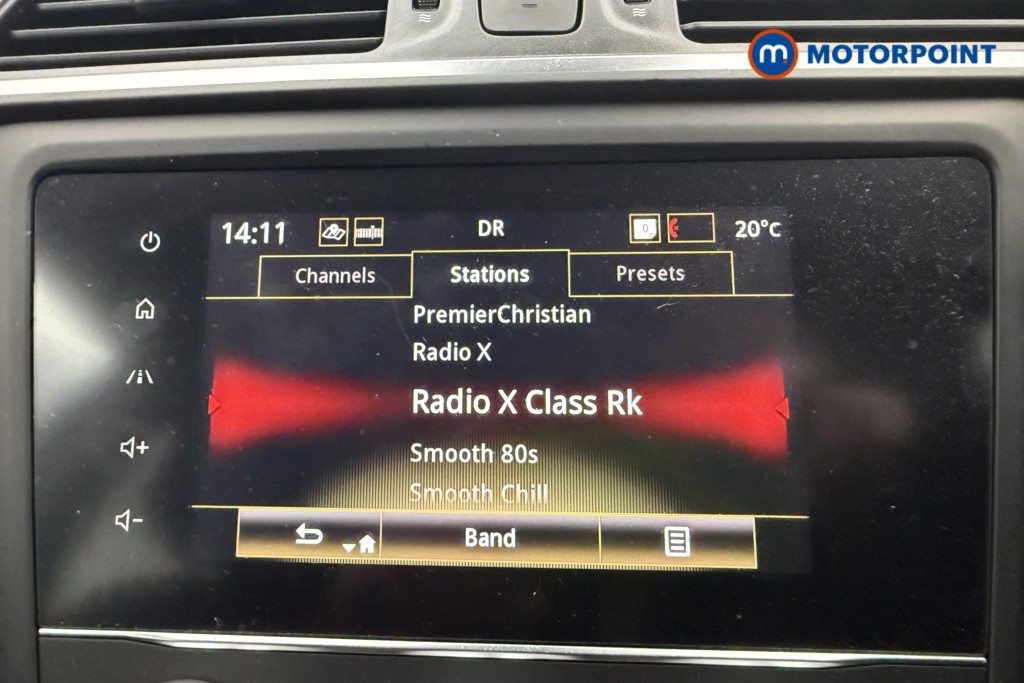 m MOTORPOINT
14:11 DR 0 20°C
Channels Stations Presets
PremierChristian
Radio X
Radio X Class Rk
Smooth 80s
Smooth Chill
Band